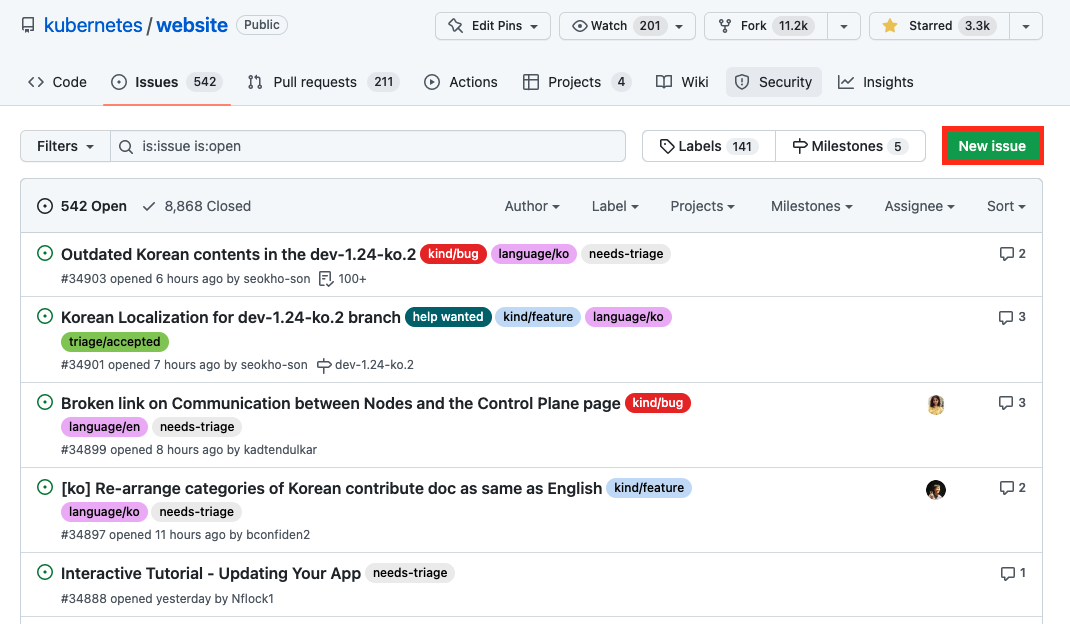 kubernetes / website Public Edit Pins Watch 201 Fork 11.2k Starred 3.3k
Code Issues 542 Pull requests 211 Actions Projects 4 Wiki Security Insights
Filters is:issue is:open Labels 141 Milestones 5 New issue
542 Open 8,868 Closed Author Label Projects Milestones Assignee Sort
Outdated Korean contents in the dev-1.24-ko.2 kind/bug language/ko needs-triage 2
#34903 opened 6 hours ago by seokho-son 100+
Korean Localization for dev-1.24-ko.2 branch help wanted kind/feature language/ko 3
triage/accepted
#34901 opened 7 hours ago by seokho-son dev-1.24-ko.2
Broken link on Communication between Nodes and the Control Plane page kind/bug 3
language/en needs-triage
#34899 opened 8 hours ago by kadtendulkar
[ko] Re-arrange categories of Korean contribute doc as same as English kind/feature 2
language/ko needs-triage
#34897 opened 11 hours ago by bconfiden2
Interactive Tutorial - Updating Your App needs-triage 1
#34888 opened yesterday by Nflock1